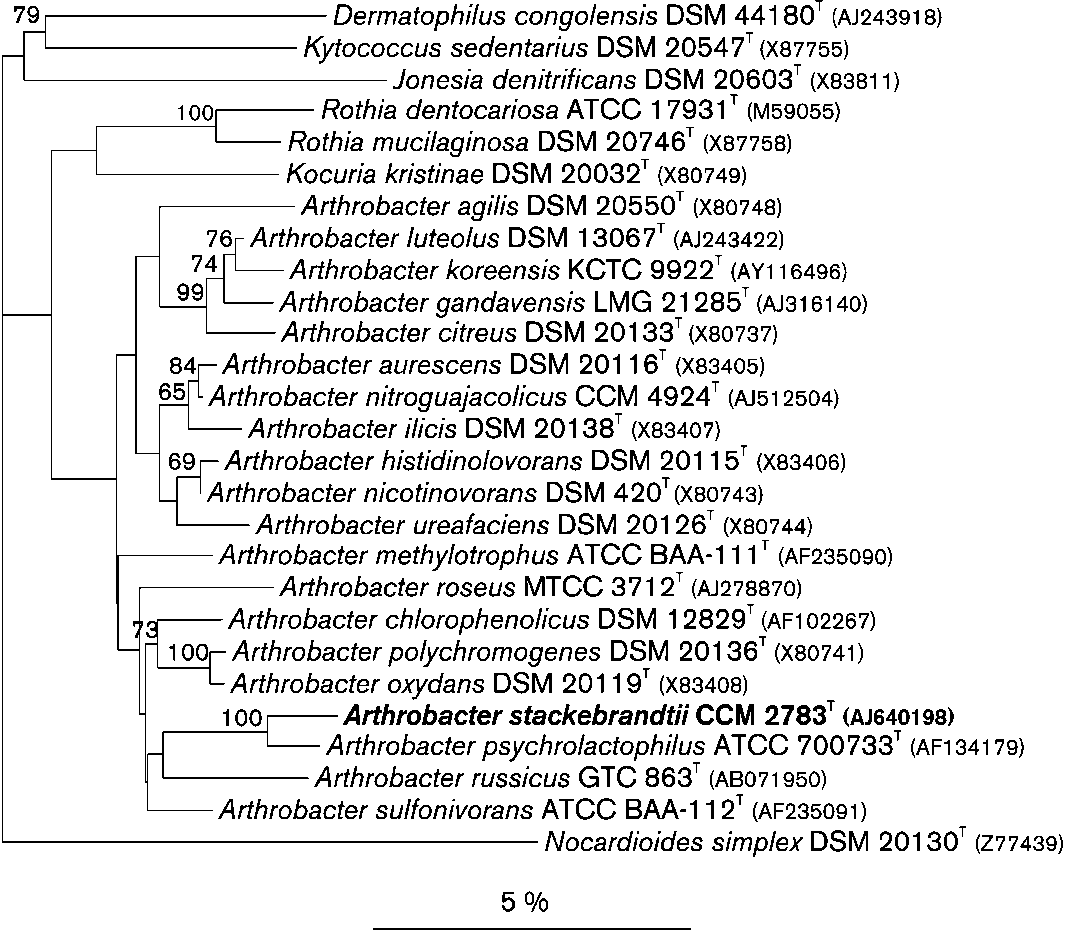 79 Dermatophilus congolensis DSM 44180T (AJ243918)
Kytococcus sedentarius DSM 20547T (X87755)
Jonesia denitrificans DSM 20603T (X83811)
100 Rothia dentocariosa ATCC 17931T (M59055)
Rothia mucilaginosa DSM 20746T (X87758)
Kocuria kristinae DSM 20032T (X80749)
Arthrobacter agilis DSM 20550T (X80748)
76 Arthrobacter luteolus DSM 13067T (AJ243422)
74 Arthrobacter koreensis KCTC 9922T (AY116496)
99 Arthrobacter gandavensis LMG 21285T (AJ316140)
Arthrobacter citreus DSM 20133T (X80737)
84 Arthrobacter aurescens DSM 20116T (X83405)
65 Arthrobacter nitroguajacolicus CCM 4924T (AJ512504)
Arthrobacter ilicis DSM 20138T (X83407)
69 Arthrobacter histidinolovorans DSM 20115T (X83406)
Arthrobacter nicotinovorans DSM 420T (X80743)
Arthrobacter ureafaciens DSM 20126T (X80744)
Arthrobacter methylotrophus ATCC BAA-111T (AF235090)
Arthrobacter roseus MTCC 3712T (AJ278870)
Arthrobacter chlorophenolicus DSM 12829T (AF102267)
73
100 Arthrobacter polychromogenes DSM 20136T (X80741)
Arthrobacter oxydans DSM 20119T (X83408)
100 Arthrobacter stackebrandtii CCM 2783T (AJ640198)
Arthrobacter psychrolactophilus ATCC 700733T (AF134179)
Arthrobacter russicus GTC 863T (AB071950)
Arthrobacter sulfonivorans ATCC BAA-112T (AF235091)
Nocardioides simplex DSM 20130T (Z77439)
5 %